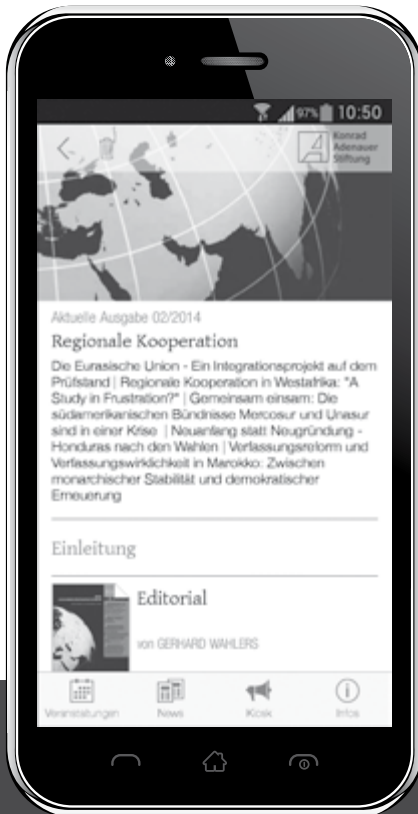 97% 10:50
Konrad
Adenauer
Stiftung
Aktuelle Ausgabe 02/2014
Regionale Kooperation
Die Eurasische Union - Ein Integrationsprojekt auf dem
Prüfstand | Regionale Kooperation in Westafrika: "A
Study in Frustration?" | Gemeinsam einsam: Die
südamerikanischen Bündnisse Mercosur und Unasur
sind in einer Krise | Neuanfang statt Neugründung -
Honduras nach den Wahlen | Verfassungsreform und
Verfassungswirklichkeit in Marokko: Zwischen
monarchischer Stabilität und demokratischer
Erneuerung
Einleitung
Editorial
von GERHARD WAHLERS
Veranstaltungen News Kiosk Infos